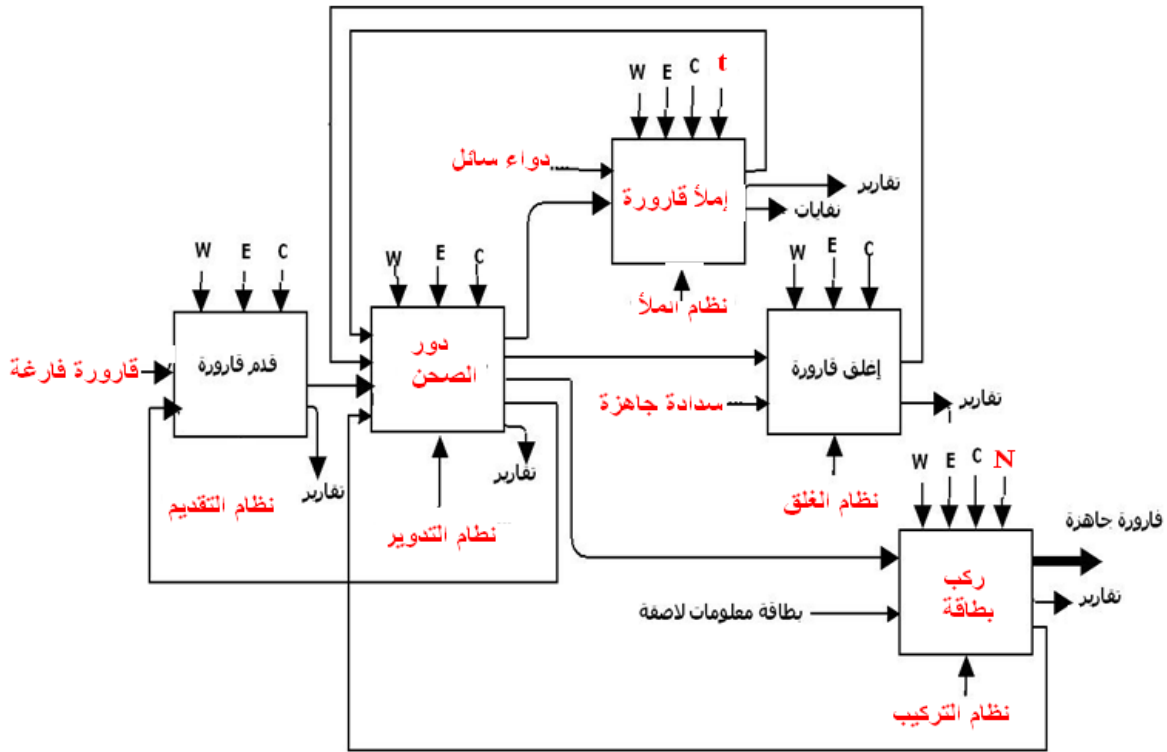 W E C t
دواء سائل
إملأ قارورة
تقارير
نفايات
نظام الملأ
W E C
قارورة فارغة
قدم قارورة
تقارير
نظام التقديم
W E C
دور
الصحن
تقارير
نطام التدوير
W E C
إغلق قارورة
سدادة جاهزة
تقارير
نظام الغلق
W E C N
ركب
بطاقة
قارورة جاهزة
تقارير
بطاقة معلومات لاصقة
نظام التركيب